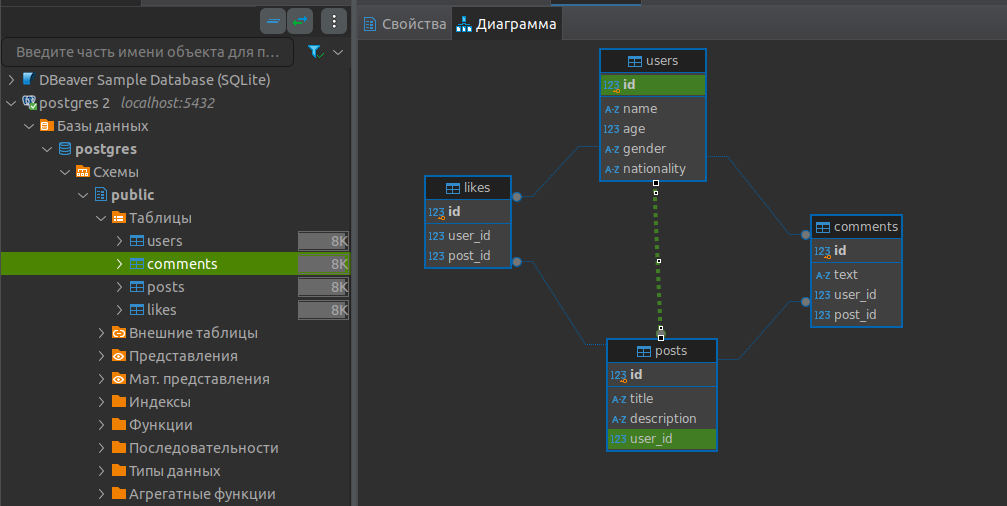 Введите часть имени объекта для п...
DBeaver Sample Database (SQLite)
postgres 2 localhost:5432
Базы данных
postgres
Схемы
public
Таблицы
users 8K
comments 8K
posts 8K
likes 8K
Внешние таблицы
Представления
Мат. представления
Индексы
Функции
Последовательности
Типы данных
Агрегатные функции
Свойства
Диаграмма
users
123 id
A-Z name
123 age
A-Z gender
A-Z nationality
likes
123 id
123 user_id
123 post_id
comments
123 id
A-Z text
123 user_id
123 post_id
posts
123 id
A-Z title
A-Z description
123 user_id